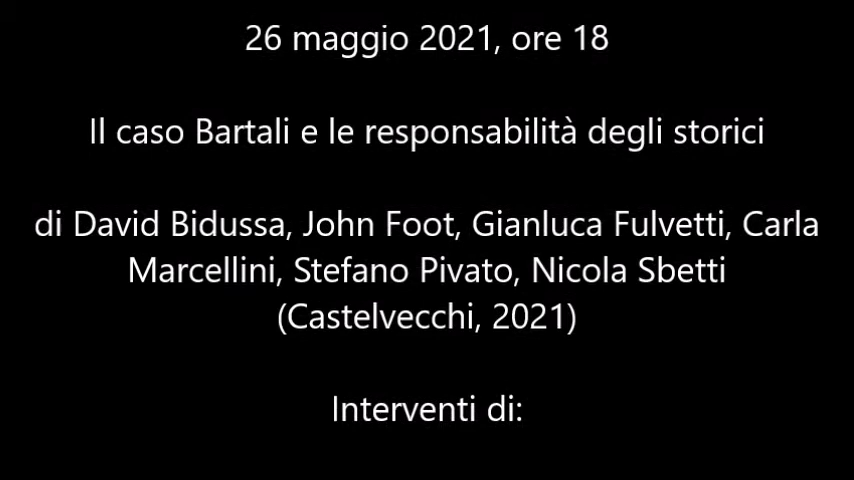 26 maggio 2021, ore 18
Il caso Bartali e le responsabilità degli storici
di David Bidussa, John Foot, Gianluca Fulvetti, Carla
Marcellini, Stefano Pivato, Nicola Sbetti
(Castelvecchi, 2021)
Interventi di: